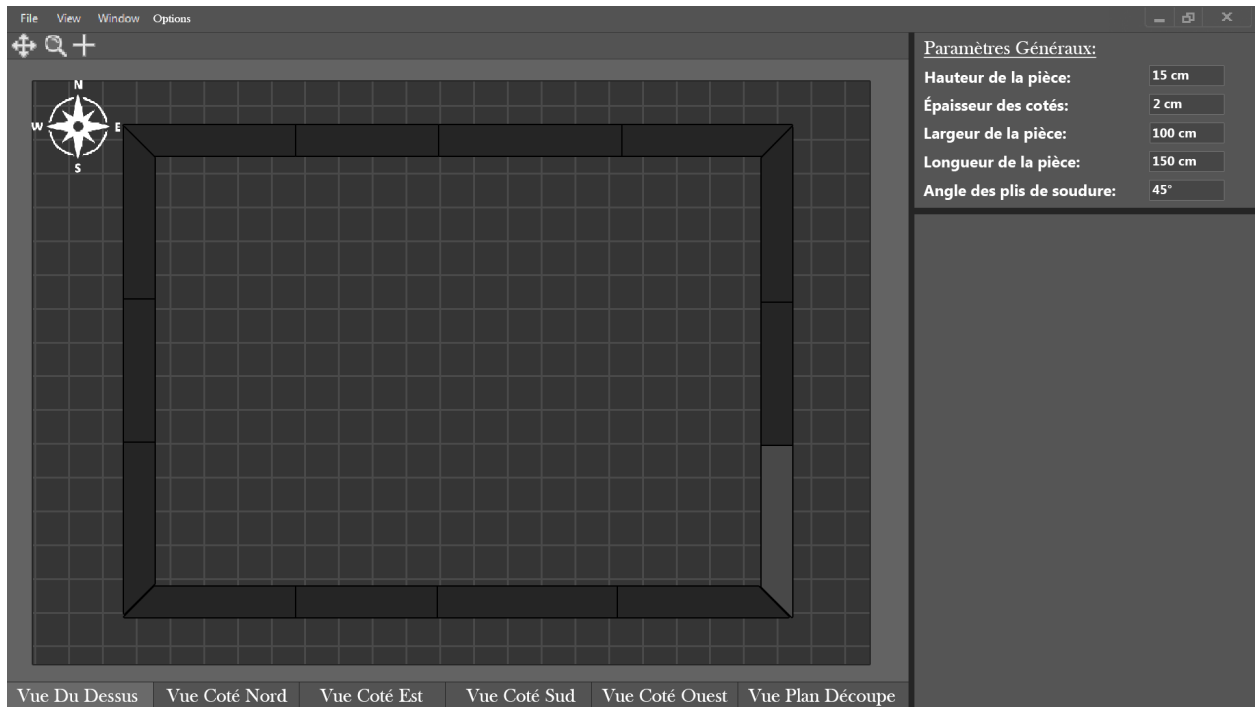 File View Window Options
N
W E
S
Paramètres Généraux:
Hauteur de la pièce: 15 cm
Épaisseur des cotés: 2 cm
Largeur de la pièce: 100 cm
Longueur de la pièce: 150 cm
Angle des plis de soudure: 45°
Vue Du Dessus Vue Coté Nord Vue Coté Est Vue Coté Sud Vue Coté Ouest Vue Plan Découpe